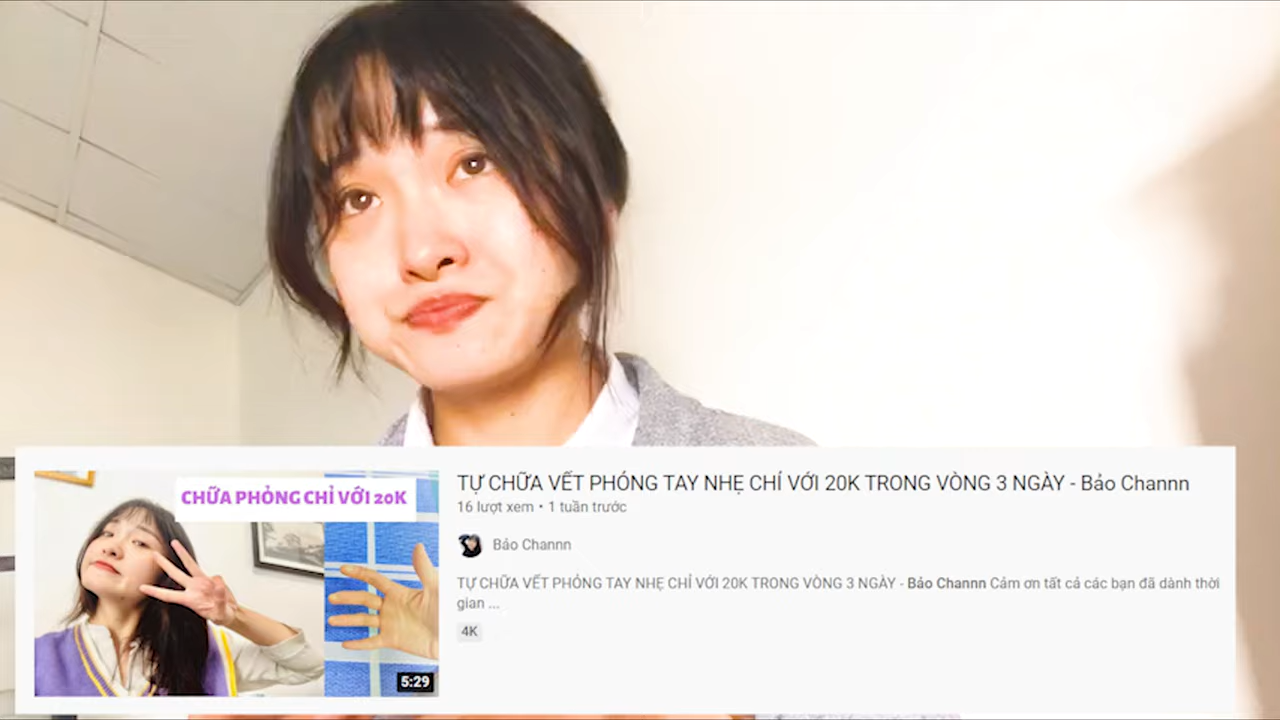 CHỮA PHỎNG CHỈ VỚI 20K
5:29
TỰ CHỮA VẾT PHỎNG TAY NHẸ CHỈ VỚI 20K TRONG VÒNG 3 NGÀY - Bảo Channn
16 lượt xem • 1 tuần trước
Bảo Channn
TỰ CHỮA VẾT PHỎNG TAY NHẸ CHỈ VỚI 20K TRONG VÒNG 3 NGÀY - Bảo Channn Cảm ơn tất cả các bạn đã dành thời
gian ...
4K